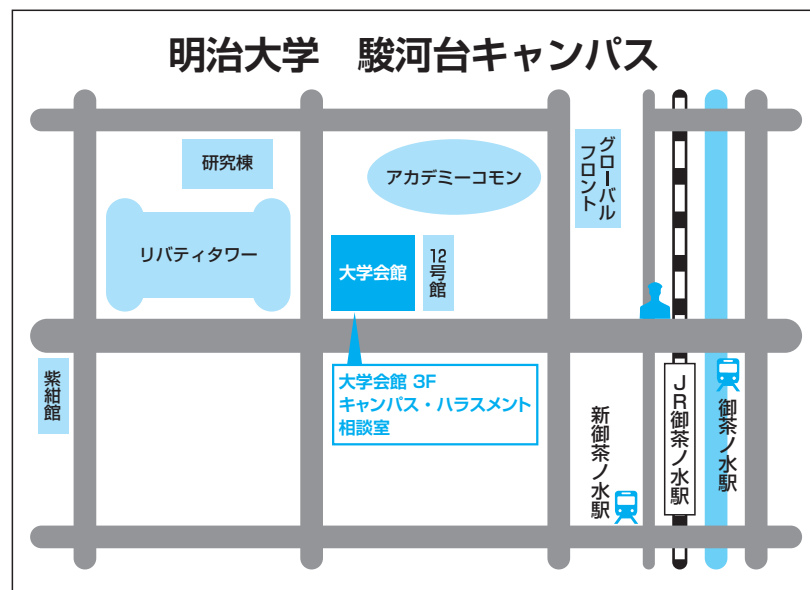 明治大学　駿河台キャンパス
研究棟
アカデミーコモン
グローバル
フロント
リバティタワー
大学会館
12号館
紫紺館
大学会館 3F
キャンパス・ハラスメント
相談室
新御茶ノ水駅
JR御茶ノ水駅
御茶ノ水駅